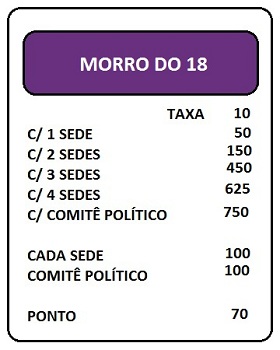 MORRO DO 18
TAXA 10
C/ 1 SEDE 50
C/ 2 SEDES 150
C/ 3 SEDES 450
C/ 4 SEDES 625
C/ COMITÊ POLÍTICO 750
CADA SEDE 100
COMITÊ POLÍTICO 100
PONTO 70